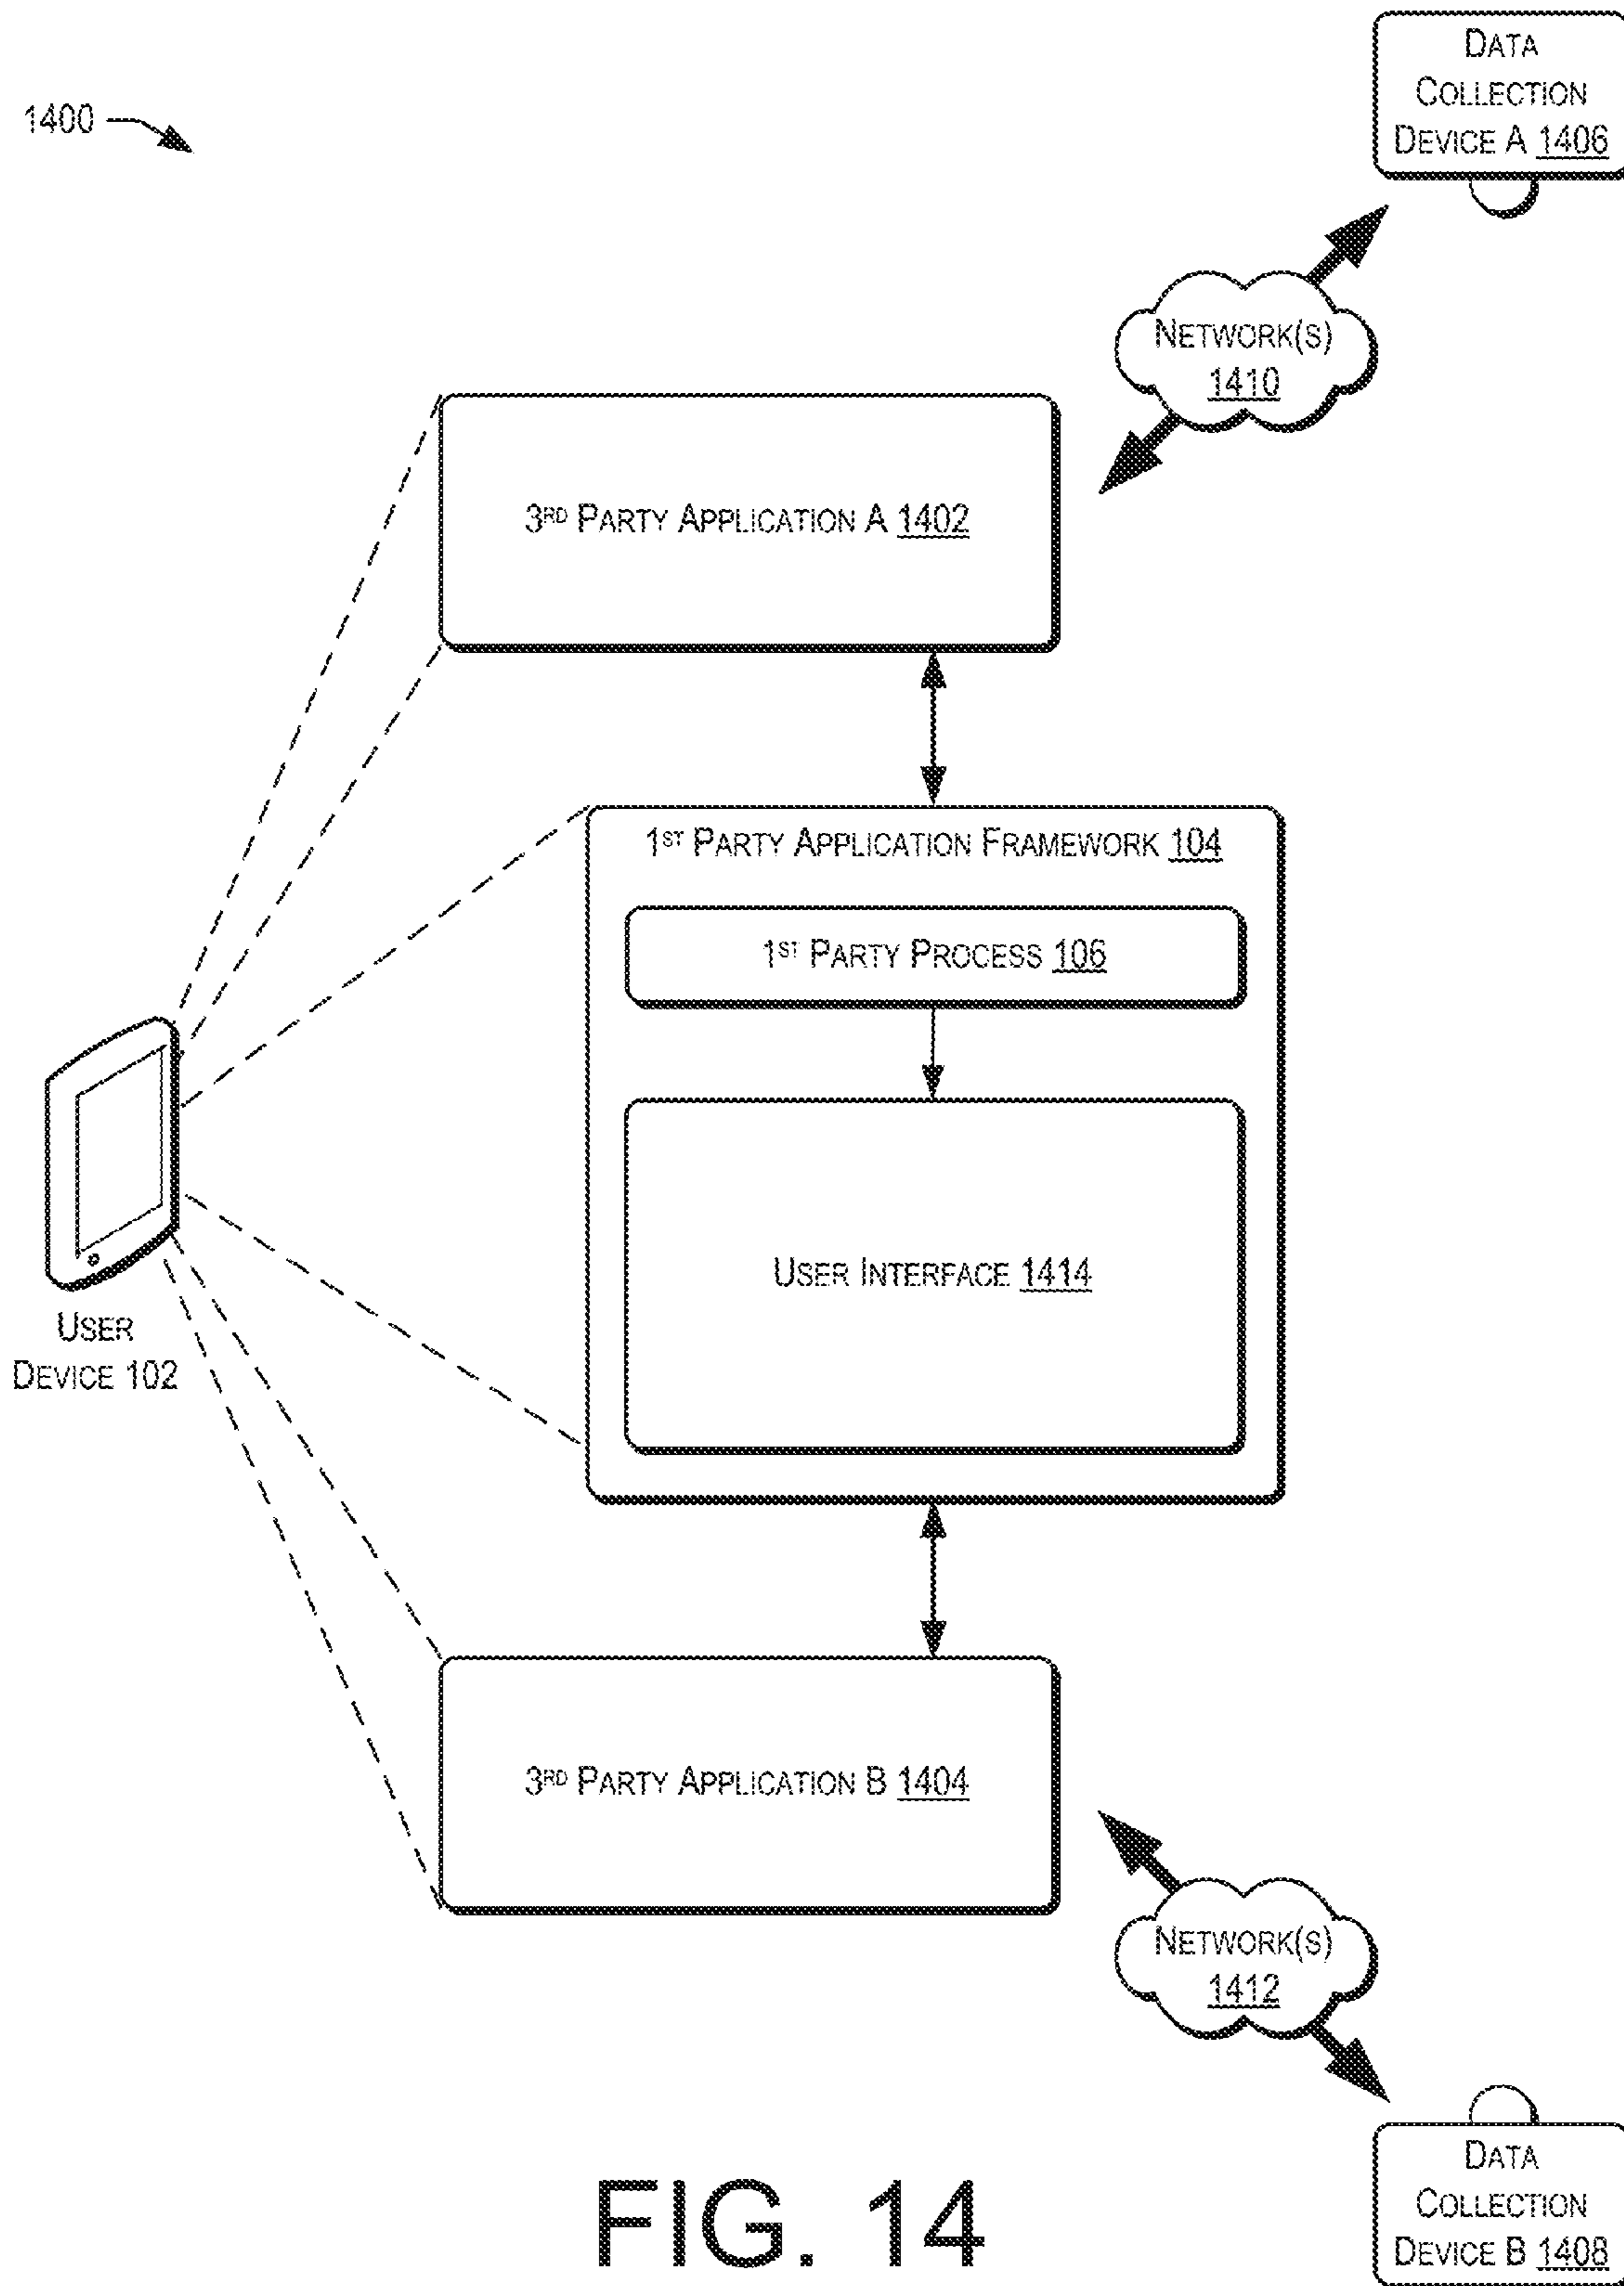 1400
DATA
COLLECTION
DEVICE A 1406
NETWORK(S)
1410
3RD PARTY APPLICATION A 1402
1ST PARTY APPLICATION FRAMEWORK 104
1ST PARTY PROCESS 106
USER INTERFACE 1414
USER
DEVICE 102
3RD PARTY APPLICATION B 1404
NETWORK(S)
1412
DATA
COLLECTION
DEVICE B 1408
FIG. 14